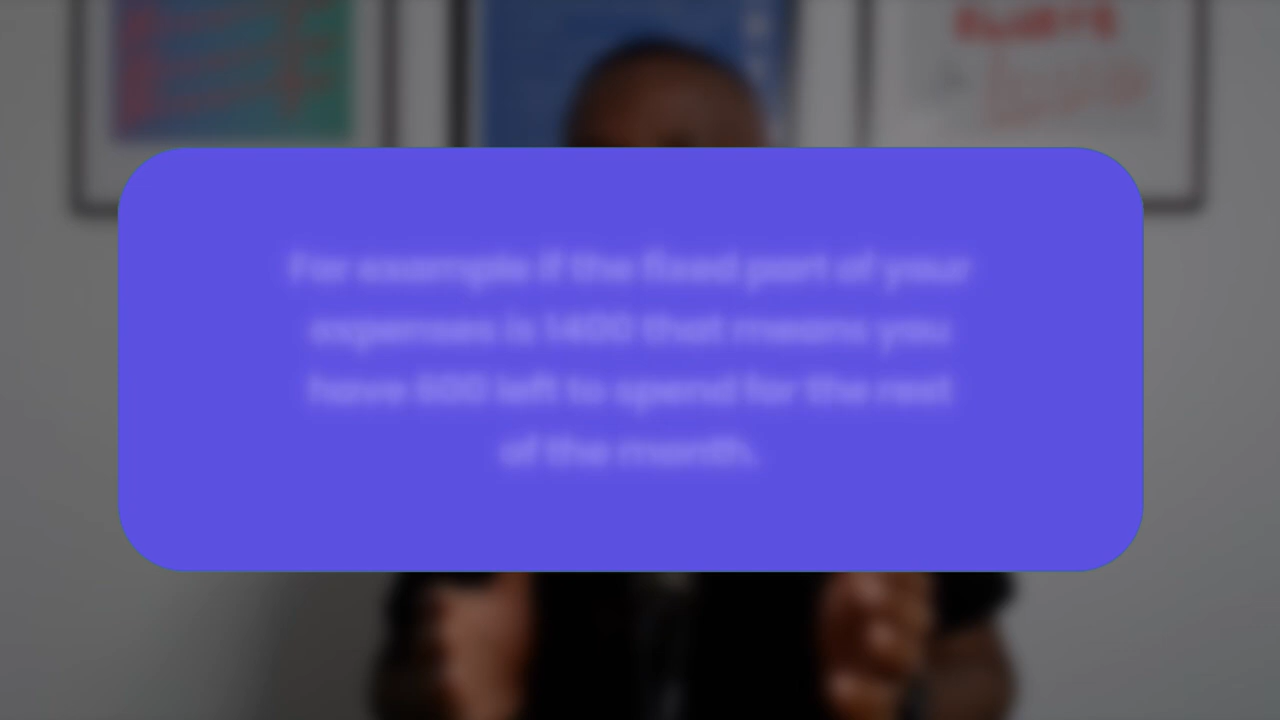 For example if the fixed part of your
expenses is 1400 that means you
have 600 left to spend for the rest
of the month.